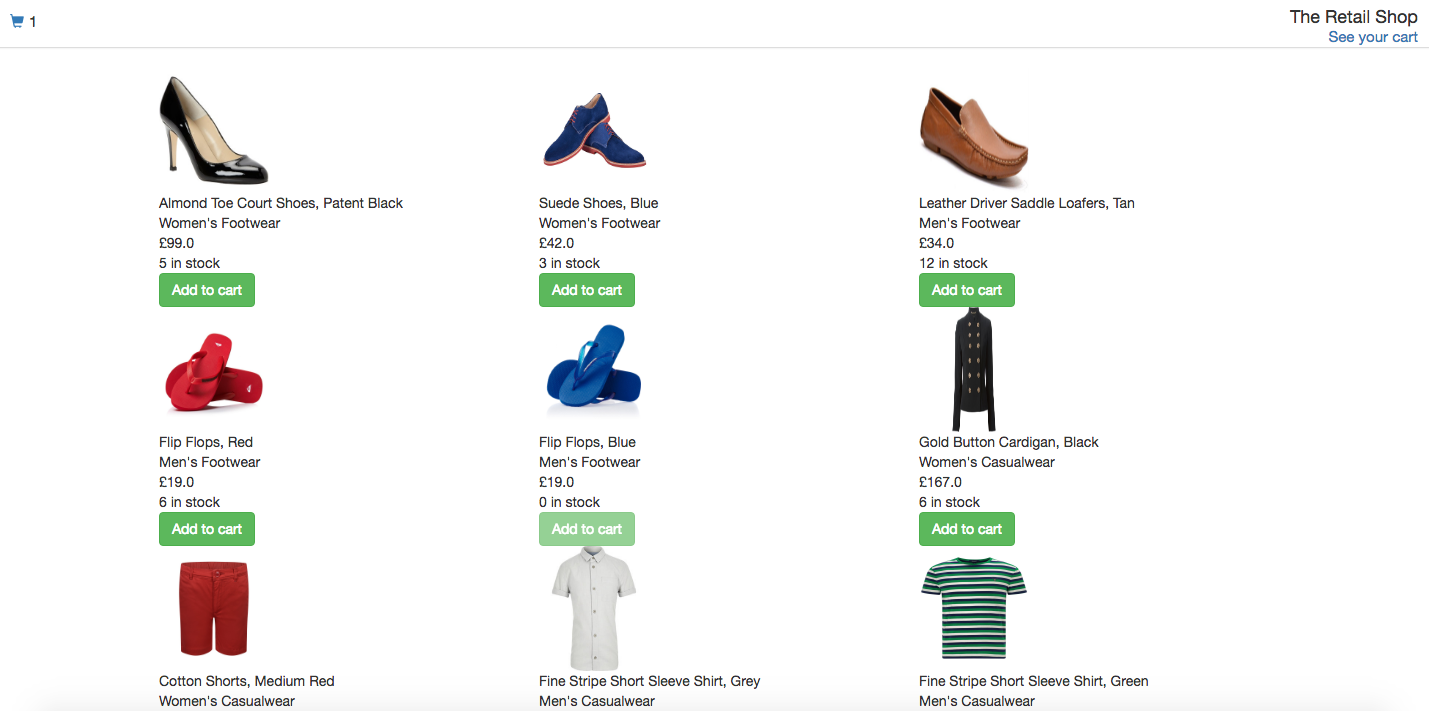 1
The Retail Shop
See your cart
Almond Toe Court Shoes, Patent Black
Women's Footwear
£99.0
5 in stock
Add to cart
Suede Shoes, Blue
Women's Footwear
£42.0
3 in stock
Add to cart
Leather Driver Saddle Loafers, Tan
Men's Footwear
£34.0
12 in stock
Add to cart
Flip Flops, Red
Men's Footwear
£19.0
6 in stock
Add to cart
Flip Flops, Blue
Men's Footwear
£19.0
0 in stock
Add to cart
Gold Button Cardigan, Black
Women's Casualwear
£167.0
6 in stock
Add to cart
Cotton Shorts, Medium Red
Women's Casualwear
Fine Stripe Short Sleeve Shirt, Grey
Men's Casualwear
Fine Stripe Short Sleeve Shirt, Green
Men's Casualwear